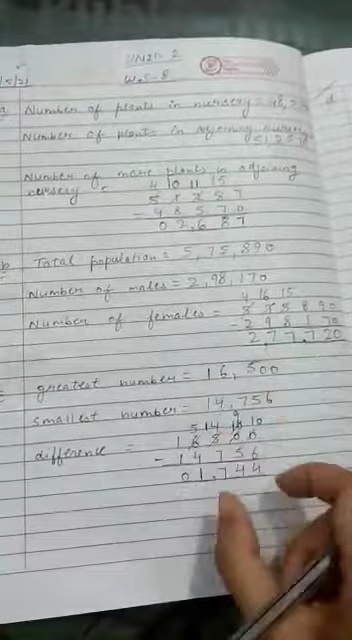 UNIT- 2
W.S-8
a Number of plants in nursery = 48,
Number of plants in adjoining nursery
Number of more plants in adjoining
nursery =
4 10 11 15
8 7
- 4 8 5 7 0
0 2,6 8 7
b Total population = 5,75,890
Number of males = 2,98,170
4 16 15
Number of females = 5 7 5 8 9 0
- 2 9 8 1 7 0
2 7 7,7 2 0
greatest number = 16,500
smallest number = 14,756
9
5 14 10 10
difference = 1 6 5 0 0
- 1 4 7 5 6
0 1,7 4 4